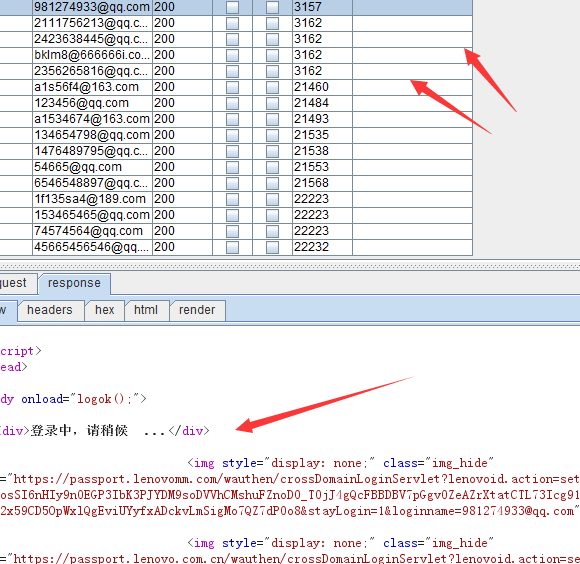 981274933@qq.com 200 3157
2111756213@qq.c... 200 3162
2423638445@qq.c... 200 3162
bklm8@666666i.co... 200 3162
2356265816@qq.c... 200 3162
a1s56f4@163.com 200 21460
123456@qq.com 200 21484
a1534674@163.com 200 21493
134654798@qq.com 200 21535
1476489795@qq.c... 200 21538
54665@qq.com 200 21553
6546548897@qq.c... 200 21568
1f135sa4@189.com 200 22223
153465465@qq.com 200 22223
74574564@qq.com 200 22223
45665456546@qq.... 200 22232
quest response
w headers hex html render
cript>
ead>
dy onload="logok();">
div>登录中，请稍候 ...</div>
<img style="display: none;" class="img_hide"
="https://passport.lenovomm.com/wauthen/crossDomainLoginServlet?lenovoid.action=set
osSI6nHIy9n0EGP3IbK3PJYDM9soDVVhCMshuFZnoD0_T0jJ4gQcFBBDBV7pGgv0ZeAZrXtatCTL73Icg91
2x59CD5OpWxlQgEviUYyfxADckvLmSigMo7QZ7dP0o8&stayLogin=1&loginname=981274933@qq.com"
<img style="display: none;" class="img_hide"
="https://passport.lenovo.com.cn/wauthen/crossDomainLoginServlet?lenovoid.action=se